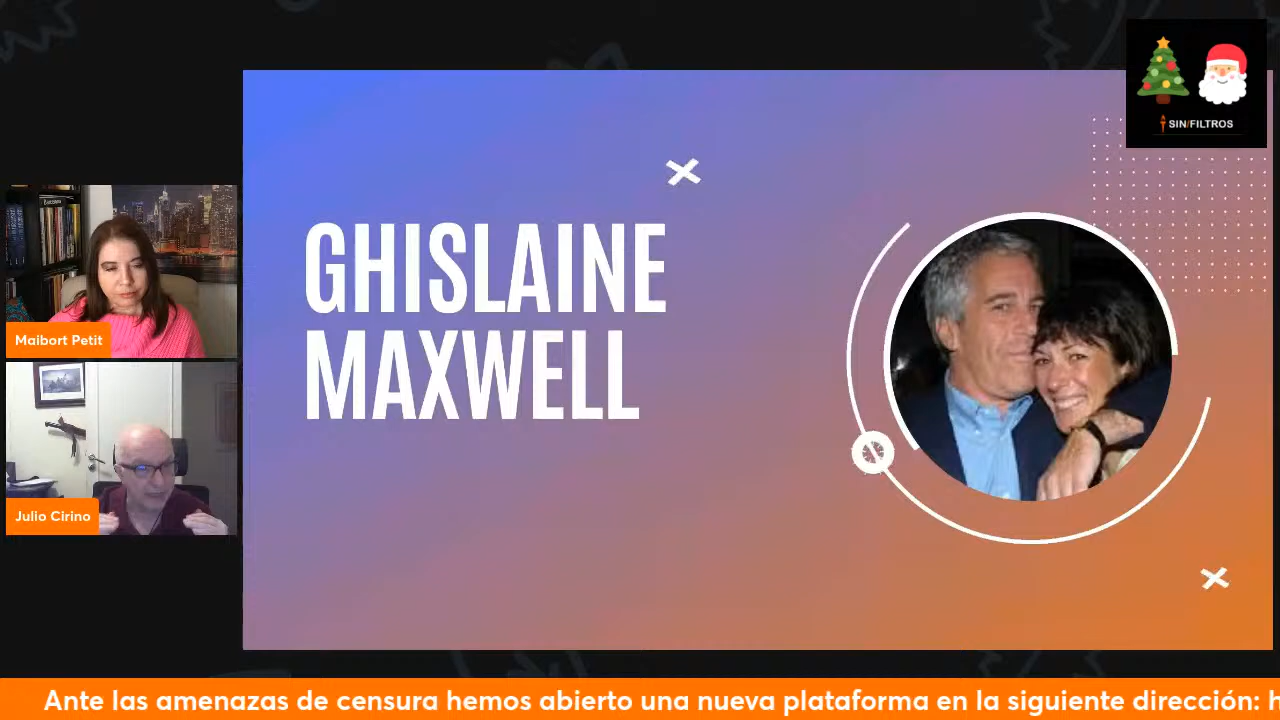 SIN/FILTROS
GHISLAINE
MAXWELL
Maibort Petit
Julio Cirino
Ante las amenazas de censura hemos abierto una nueva plataforma en la siguiente dirección: h